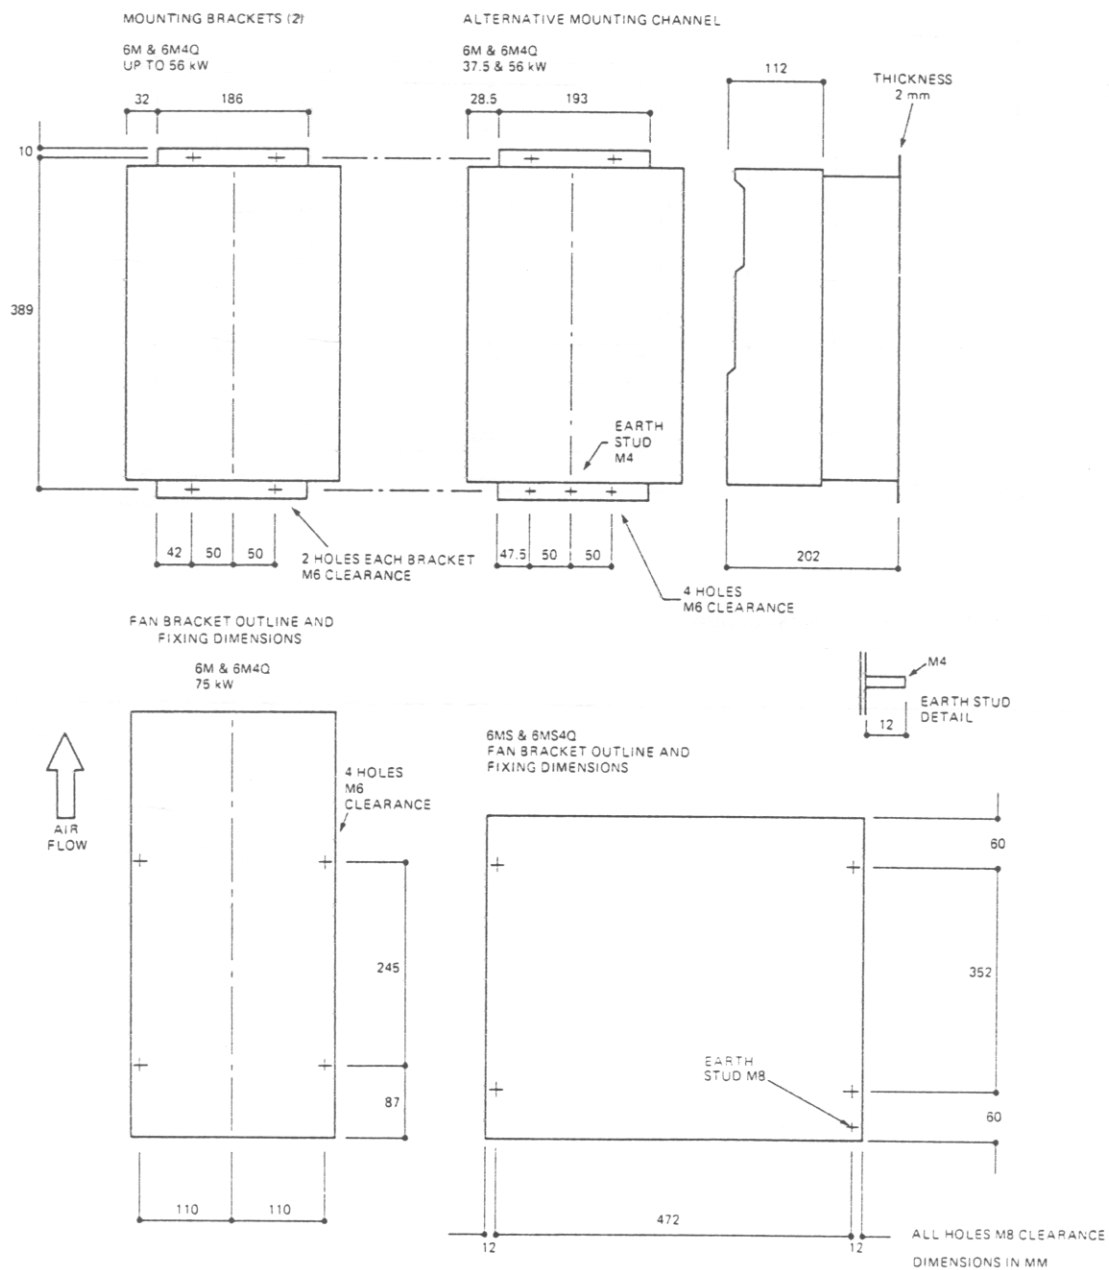 MOUNTING BRACKETS (2)
6M & 6M4Q
UP TO 56 kW
32
186
10
389
42
50
50
2 HOLES EACH BRACKET
M6 CLEARANCE
ALTERNATIVE MOUNTING CHANNEL
6M & 6M4Q
37.5 & 56 kW
28.5
193
EARTH
STUD
M4
47.5
50
50
4 HOLES
M6 CLEARANCE
112
THICKNESS
2 mm
202
FAN BRACKET OUTLINE AND
FIXING DIMENSIONS
6M & 6M4Q
75 kW
AIR
FLOW
4 HOLES
M6
CLEARANCE
245
87
110
110
M4
EARTH STUD
DETAIL
12
6MS & 6MS4Q
FAN BRACKET OUTLINE AND
FIXING DIMENSIONS
60
352
EARTH
STUD M8
60
472
12
12
ALL HOLES M8 CLEARANCE
DIMENSIONS IN MM